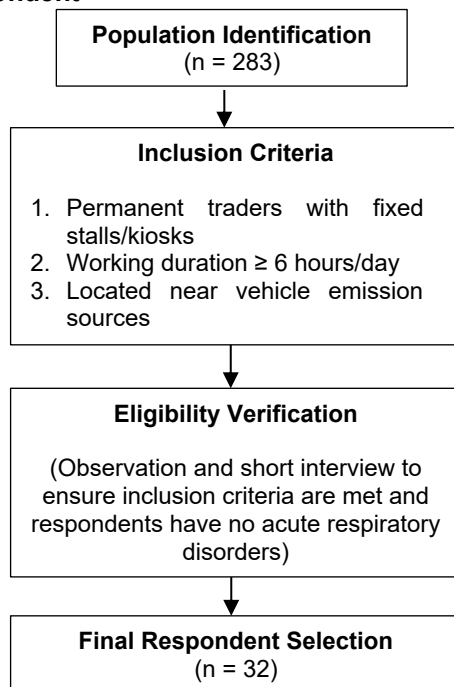 Population Identification
(n = 283)
Inclusion Criteria
1. Permanent traders with fixed
stalls/kiosks
2. Working duration ≥ 6 hours/day
3. Located near vehicle emission
sources
Eligibility Verification
(Observation and short interview to
ensure inclusion criteria are met and
respondents have no acute respiratory
disorders)
Final Respondent Selection
(n = 32)